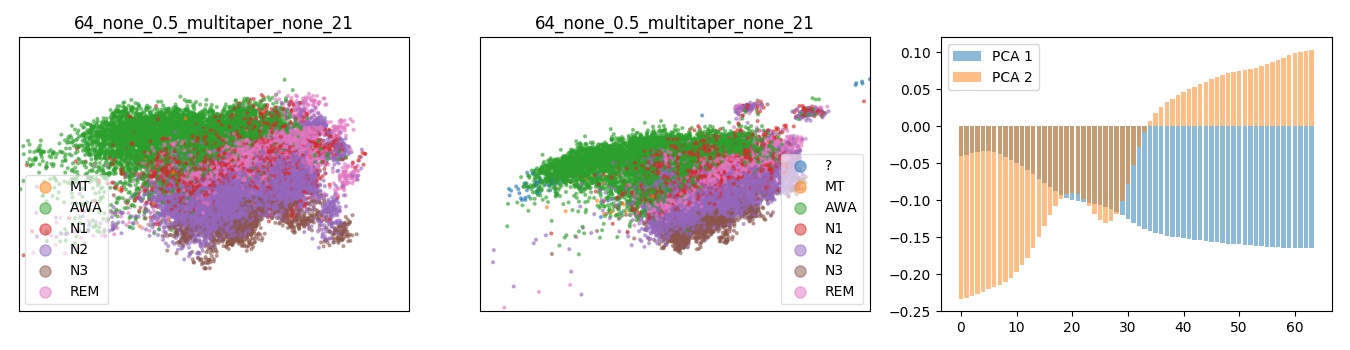 64_none_0.5_multitaper_none_21
MT
AWA
N1
N2
N3
REM
64_none_0.5_multitaper_none_21
?
MT
AWA
N1
N2
N3
REM
PCA 1
PCA 2
0.10
0.05
0.00
−0.05
−0.10
−0.15
−0.20
−0.25
0 10 20 30 40 50 60